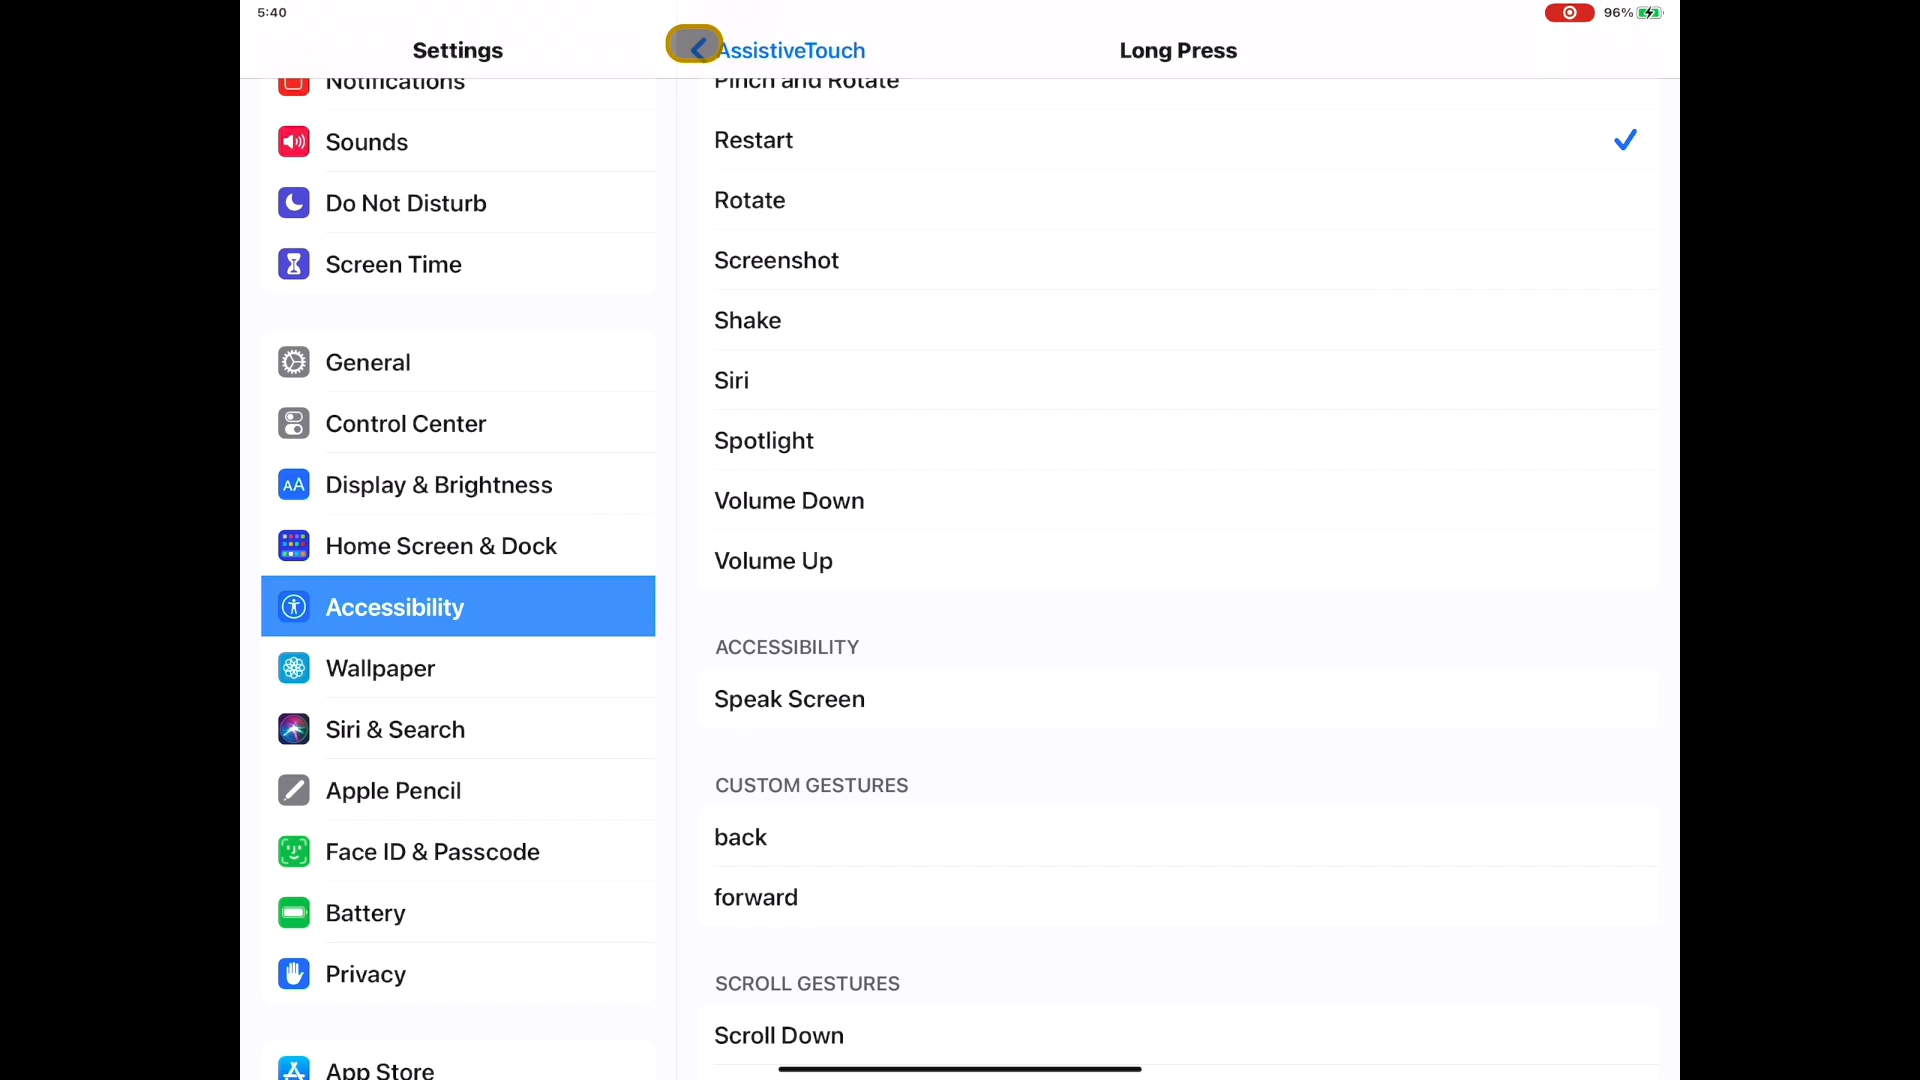 5:40
96%
Settings
AssistiveTouch
Long Press
Notifications
Sounds
Do Not Disturb
Screen Time
General
Control Center
AA
Display & Brightness
Home Screen & Dock
Accessibility
Wallpaper
Siri & Search
Apple Pencil
Face ID & Passcode
Battery
Privacy
App Store
Pinch and Rotate
Restart
Rotate
Screenshot
Shake
Siri
Spotlight
Volume Down
Volume Up
ACCESSIBILITY
Speak Screen
CUSTOM GESTURES
back
forward
SCROLL GESTURES
Scroll Down